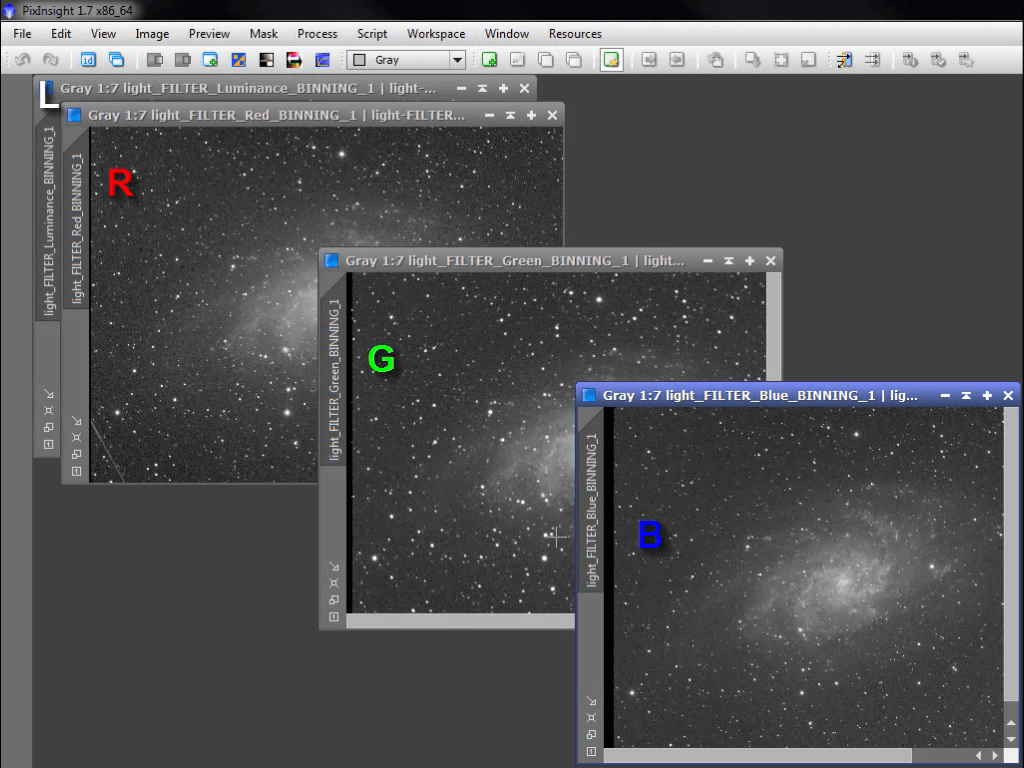 PixInsight 1.7 x86_64
File Edit View Image Preview Mask Process Script Workspace Window Resources
id Gray
L Gray 1:7 light_FILTER_Luminance_BINNING_1 | light-...
Gray 1:7 light_FILTER_Red_BINNING_1 | light-FILTER...
light_FILTER_Luminance_BINNING_1
light_FILTER_Red_BINNING_1
R
Gray 1:7 light_FILTER_Green_BINNING_1 | light...
light_FILTER_Green_BINNING_1
G
Gray 1:7 light_FILTER_Blue_BINNING_1 | lig...
light_FILTER_Blue_BINNING_1
B